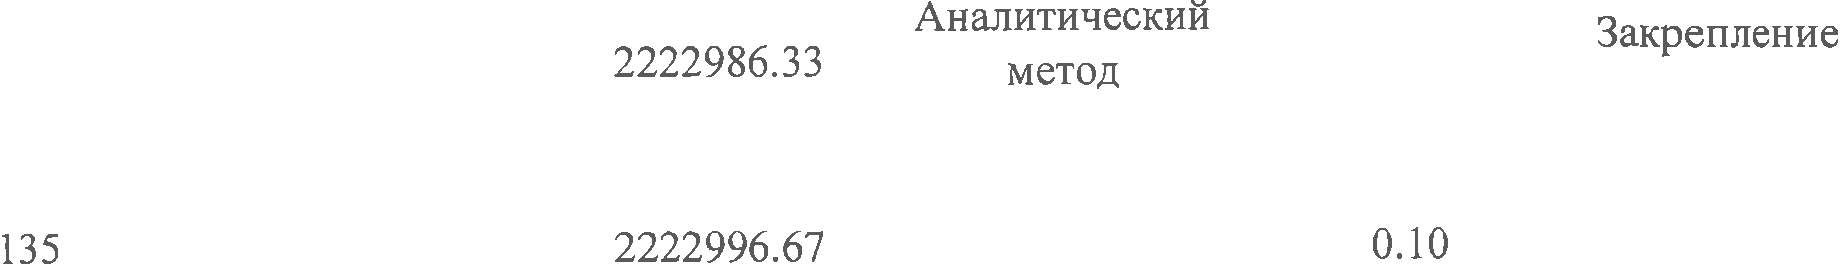 2222986.33 Аналитический метод Закрепление
135 2222996.67 0.10